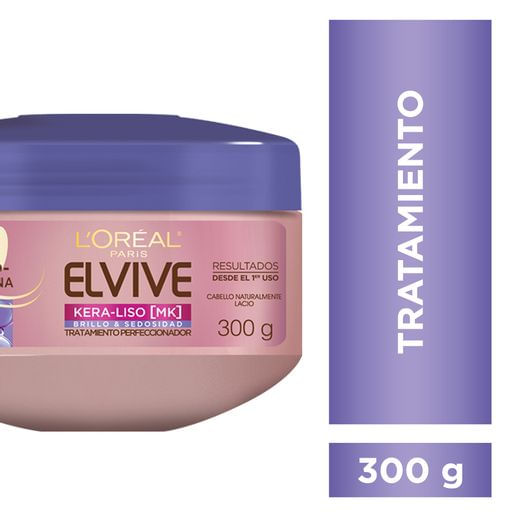 L'ORÉAL
PARIS
ELVIVE
KERA-LISO [MK]
BRILLO & SEDOSIDAD
TRATAMIENTO PERFECCIONADOR
RESULTADOS
DESDE EL 1ER USO
CABELLO NATURALMENTE
LACIO
300 g
TRATAMIENTO
300 g